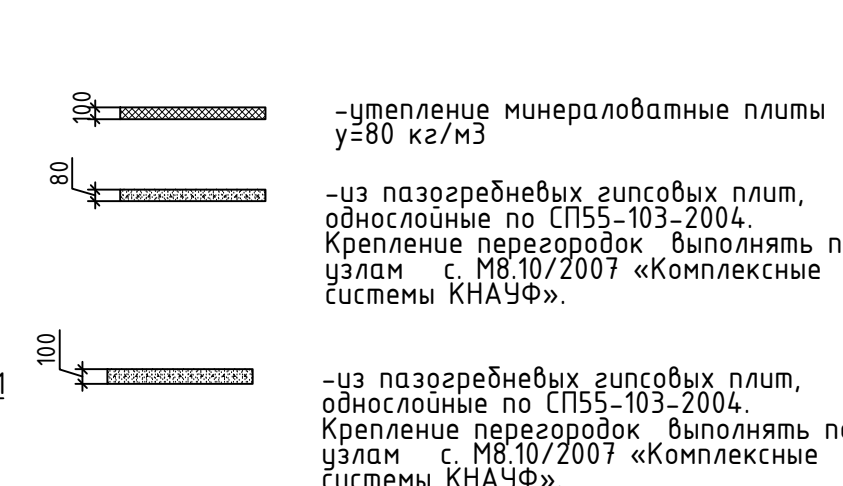 100
-утепление минераловатные плиты
у=80 кг/м3
80
-из пазогребневых гипсовых плит,
однослойные по СП55-103-2004.
Крепление перегородок выполнять п
узлам с. М8.10/2007 «Комплексные
системы КНАУФ».
100
1
-из пазогребневых гипсовых плит,
однослойные по СП55-103-2004.
Крепление перегородок выполнять по
узлам с. М8.10/2007 «Комплексные
системы КНАУФ»